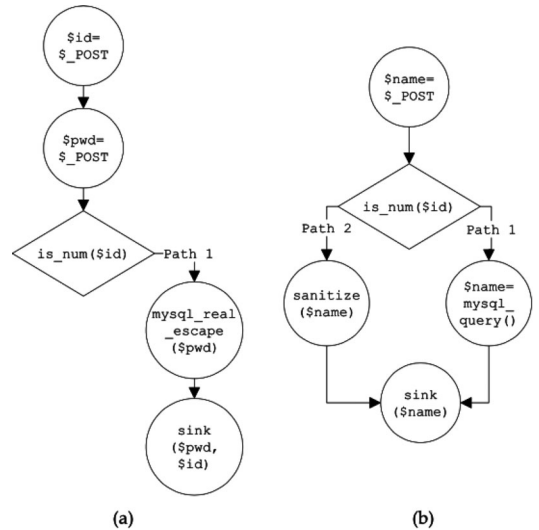 $id=
$_POST
$pwd=
$_POST
is_num($id)
Path 1
mysql_real
_escape
($pwd)
sink
($pwd,
$id)
(a)
$name=
$_POST
is_num($id)
Path 2
Path 1
sanitize
($name)
$name=
mysql_
query()
sink
($name)
(b)